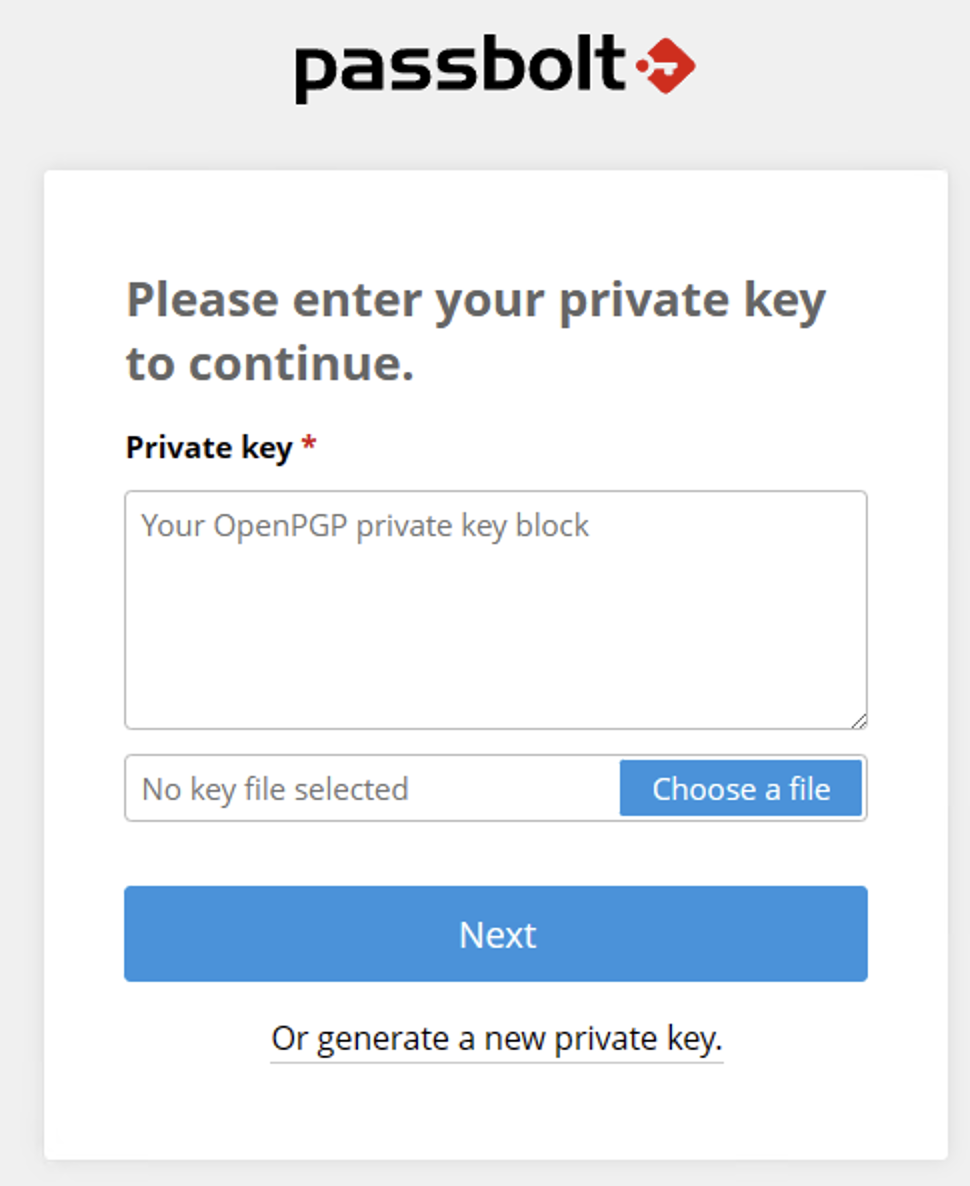 passbolt
Please enter your private key
to continue.
Private key *
Your OpenPGP private key block
No key file selected
Choose a file
Next
Or generate a new private key.